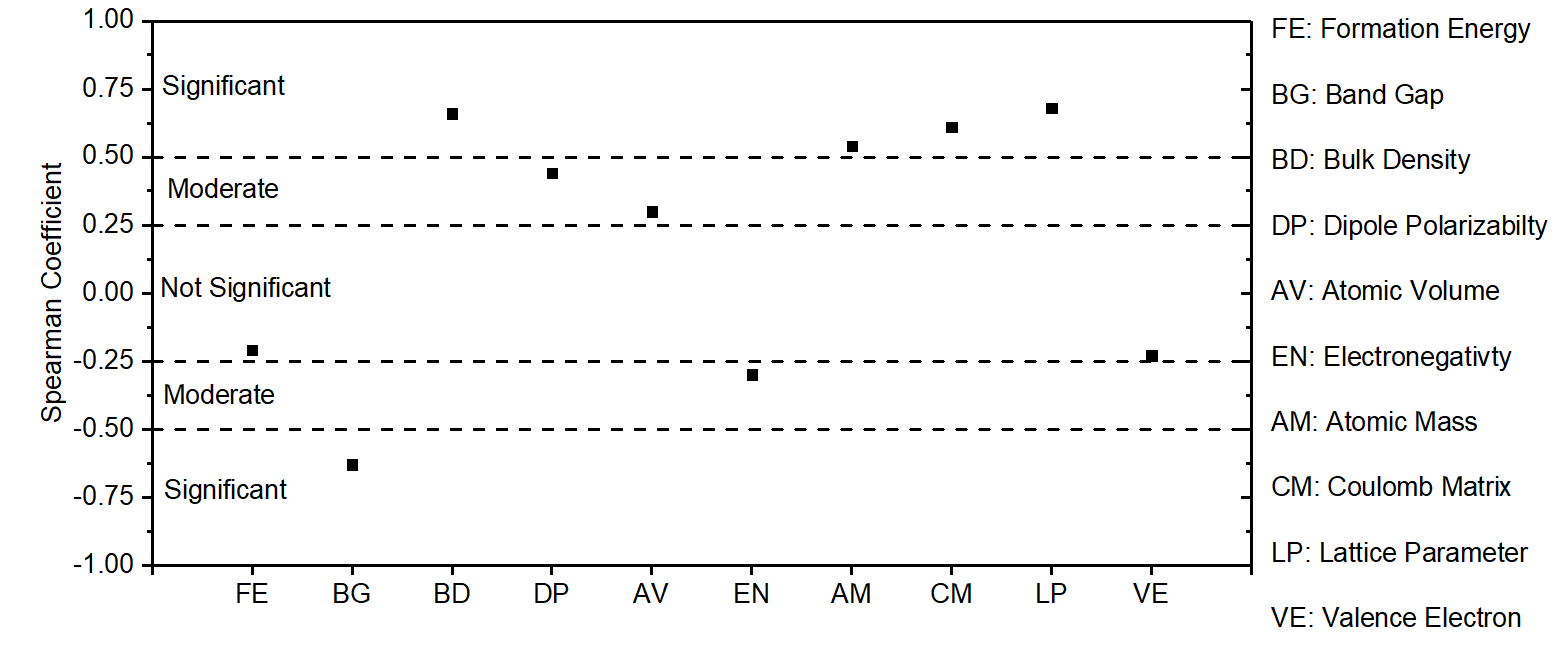 1.00
0.75
0.50
0.25
0.00
-0.25
-0.50
-0.75
-1.00
Spearman Coefficient
Significant
Moderate
Not Significant
Moderate
Significant
FE BG BD DP AV EN AM CM LP VE
FE: Formation Energy
BG: Band Gap
BD: Bulk Density
DP: Dipole Polarizabilty
AV: Atomic Volume
EN: Electronegativty
AM: Atomic Mass
CM: Coulomb Matrix
LP: Lattice Parameter
VE: Valence Electron